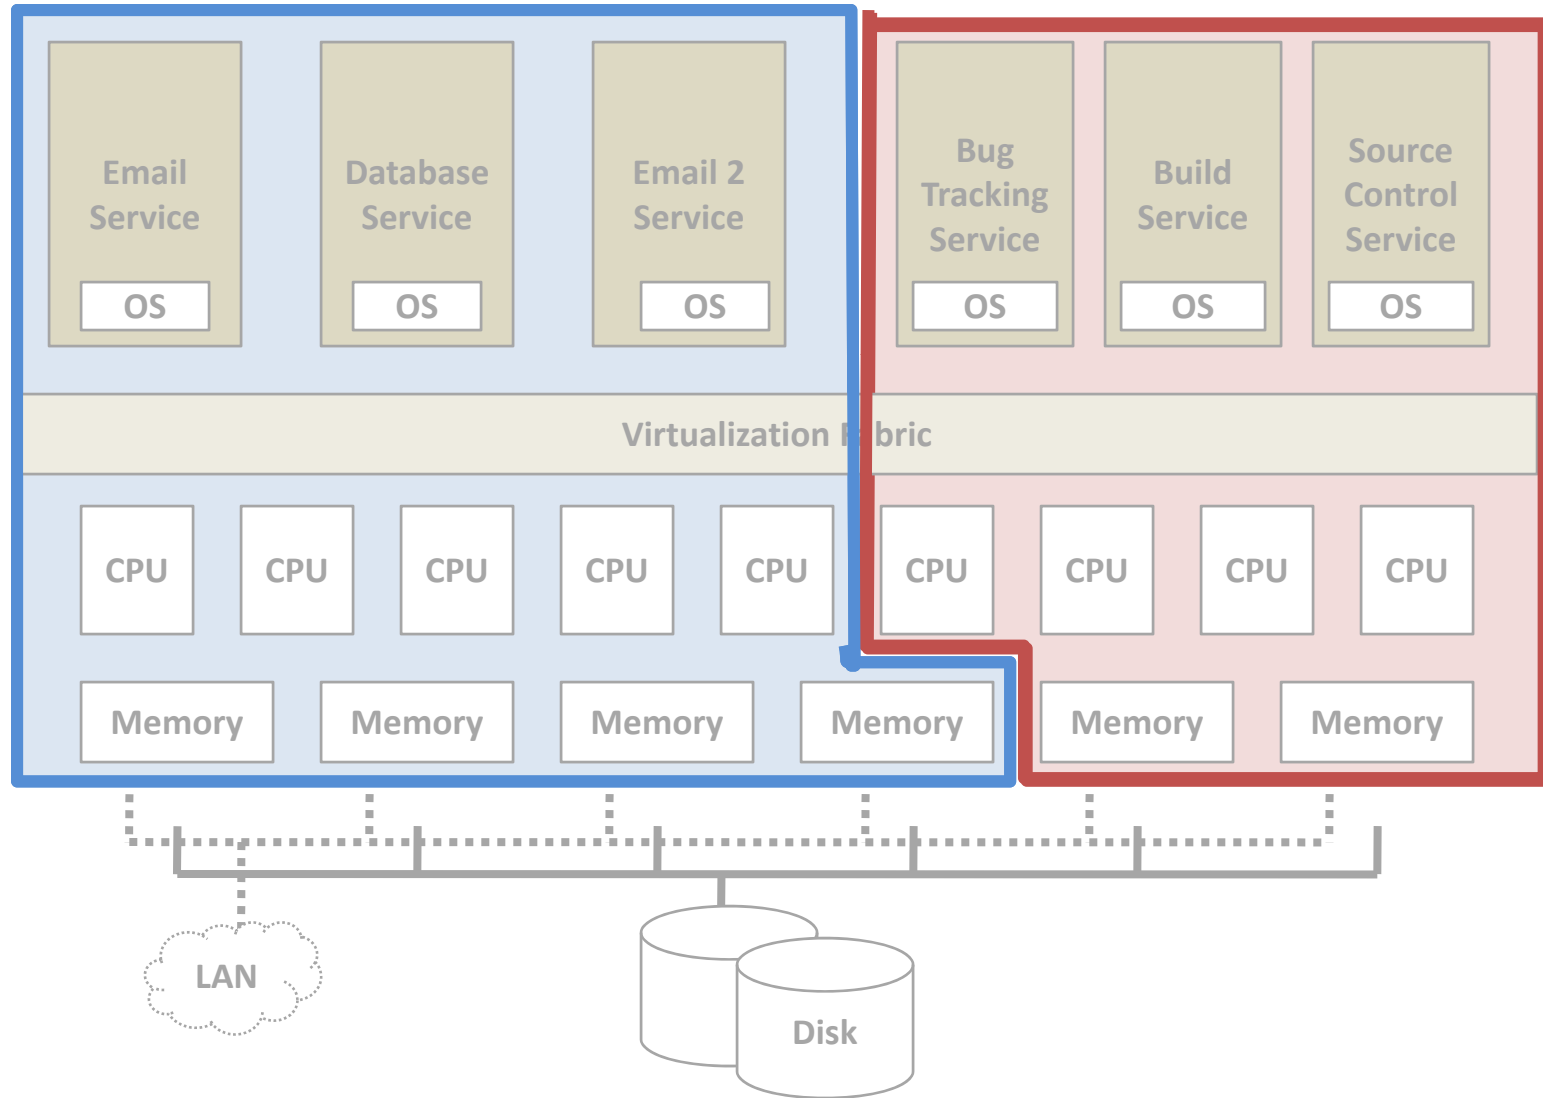 Email
Service
OS
Database
Service
OS
Email 2
Service
OS
Bug
Tracking
Service
OS
Build
Service
OS
Source
Control
Service
OS
Virtualization Fabric
CPU
CPU
CPU
CPU
CPU
CPU
CPU
CPU
CPU
Memory
Memory
Memory
Memory
Memory
Memory
LAN
Disk